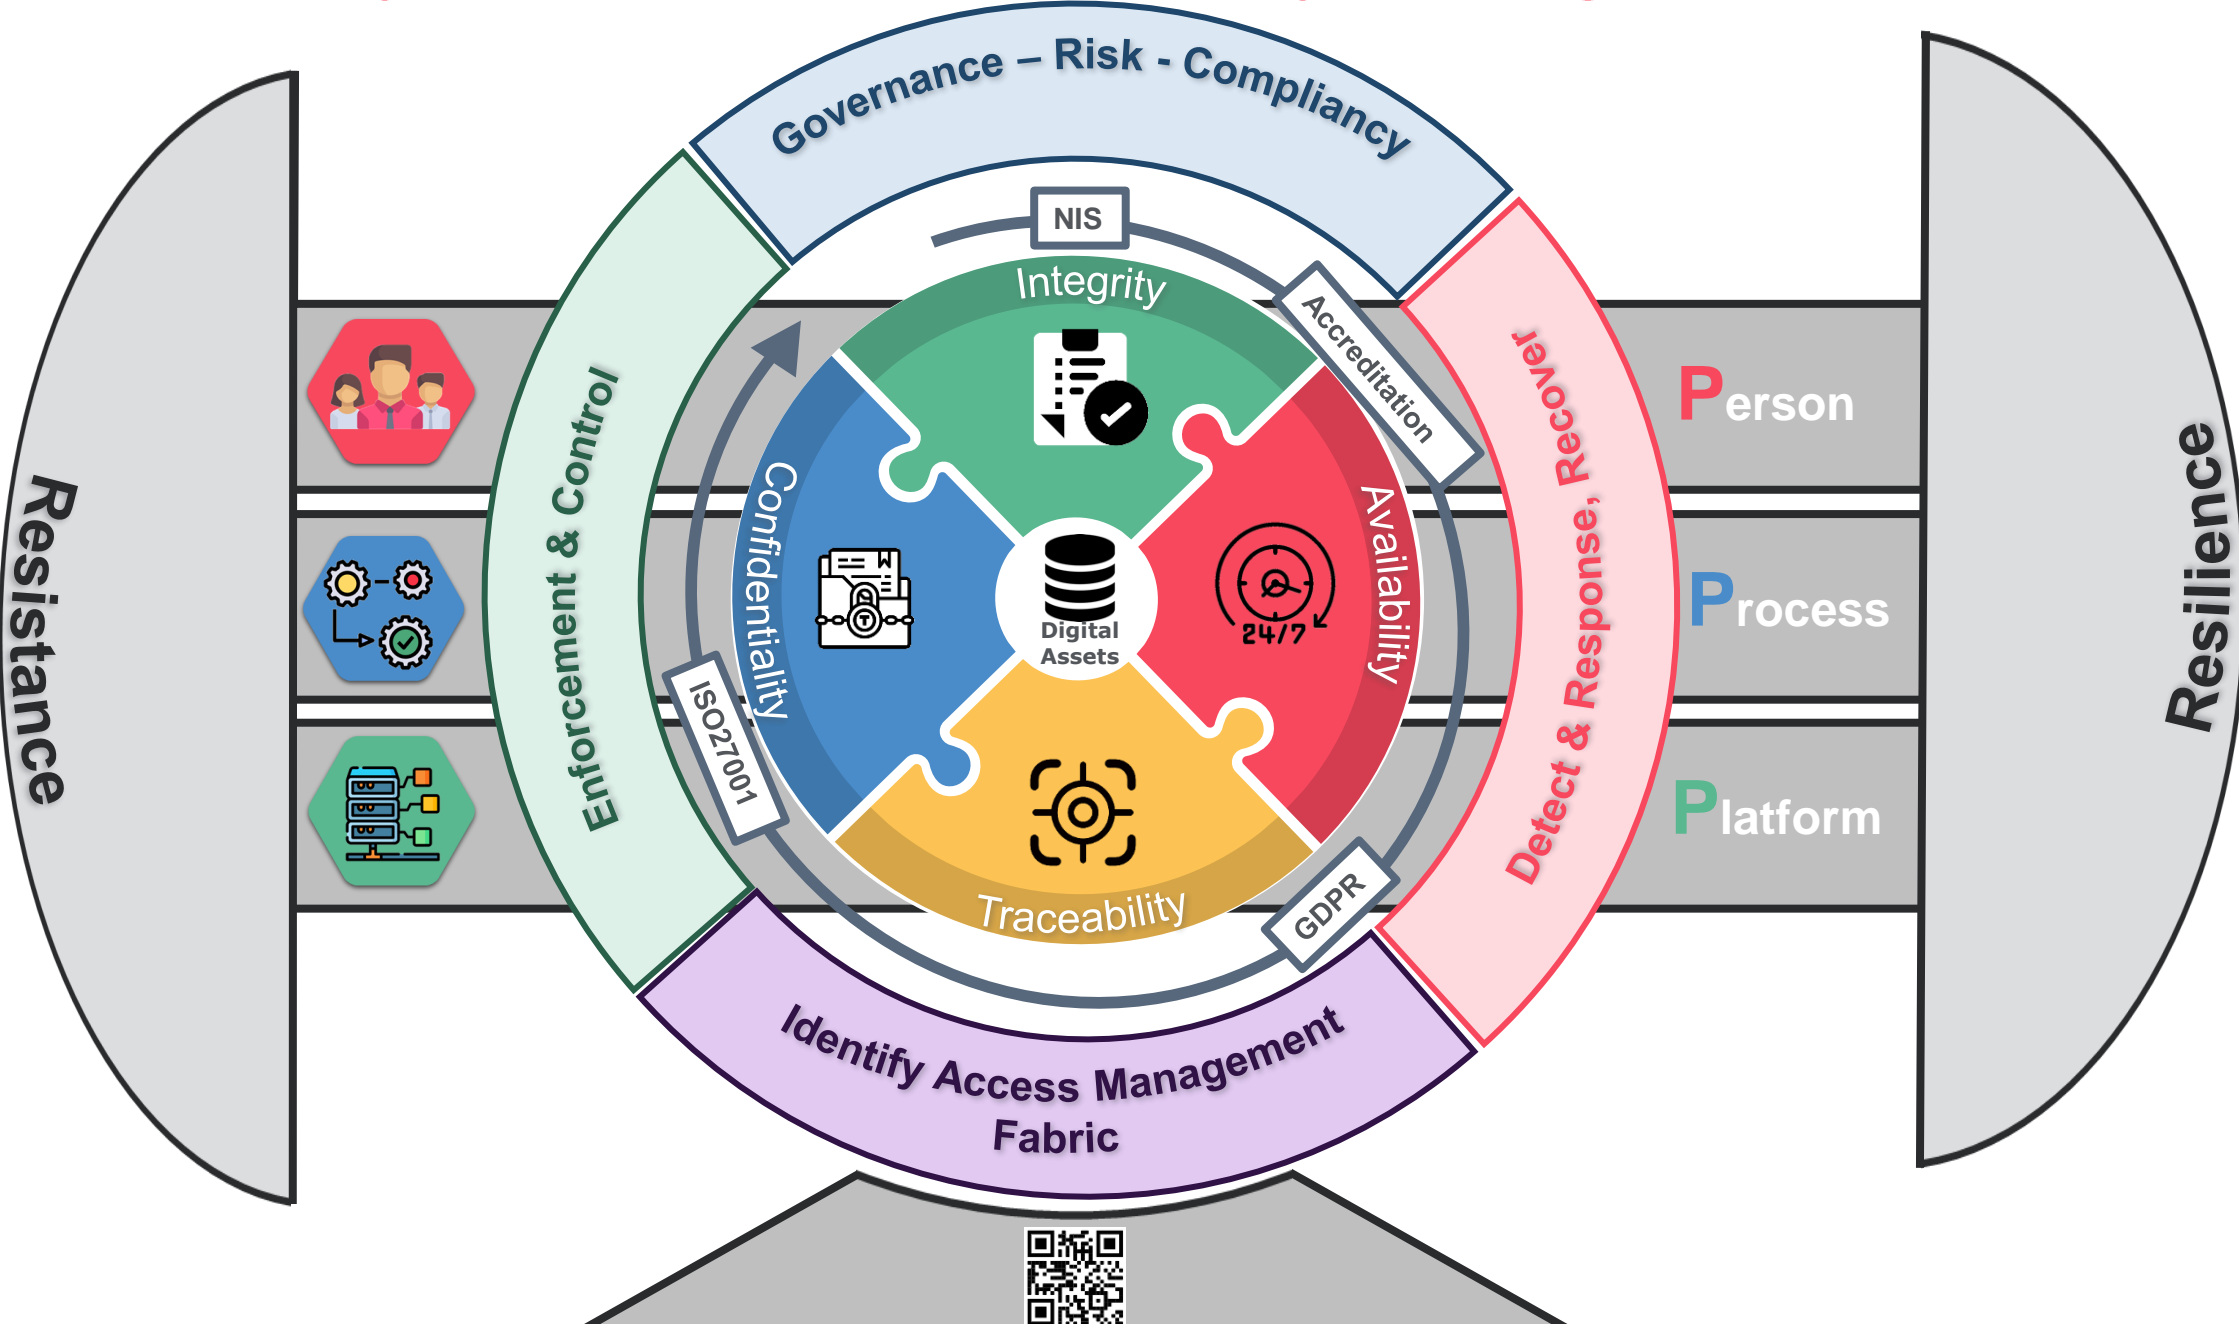 Governance – Risk - Compliancy
NIS
Accreditation
Integrity
Enforcement & Control
Detect & Response, Recover
Person
Resistance
Resilience
Confidentiality
Availability
24/7
Digital
Assets
Process
ISO27001
Platform
GDPR
Traceability
Identify Access Management
Fabric